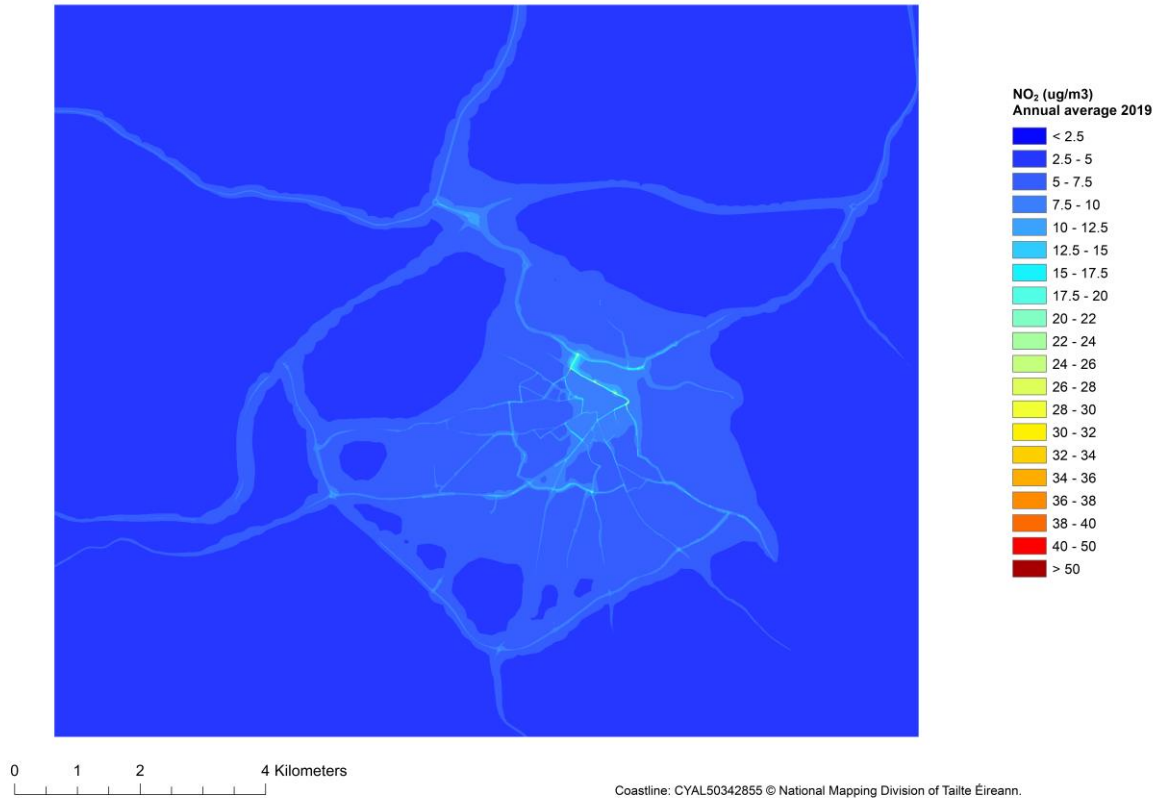 NO₂ (ug/m3)
Annual average 2019
< 2.5
2.5 - 5
5 - 7.5
7.5 - 10
10 - 12.5
12.5 - 15
15 - 17.5
17.5 - 20
20 - 22
22 - 24
24 - 26
26 - 28
28 - 30
30 - 32
32 - 34
34 - 36
36 - 38
38 - 40
40 - 50
> 50
0 1 2 4 Kilometers
Coastline: CYAL50342855 © National Mapping Division of Tailte Éireann.